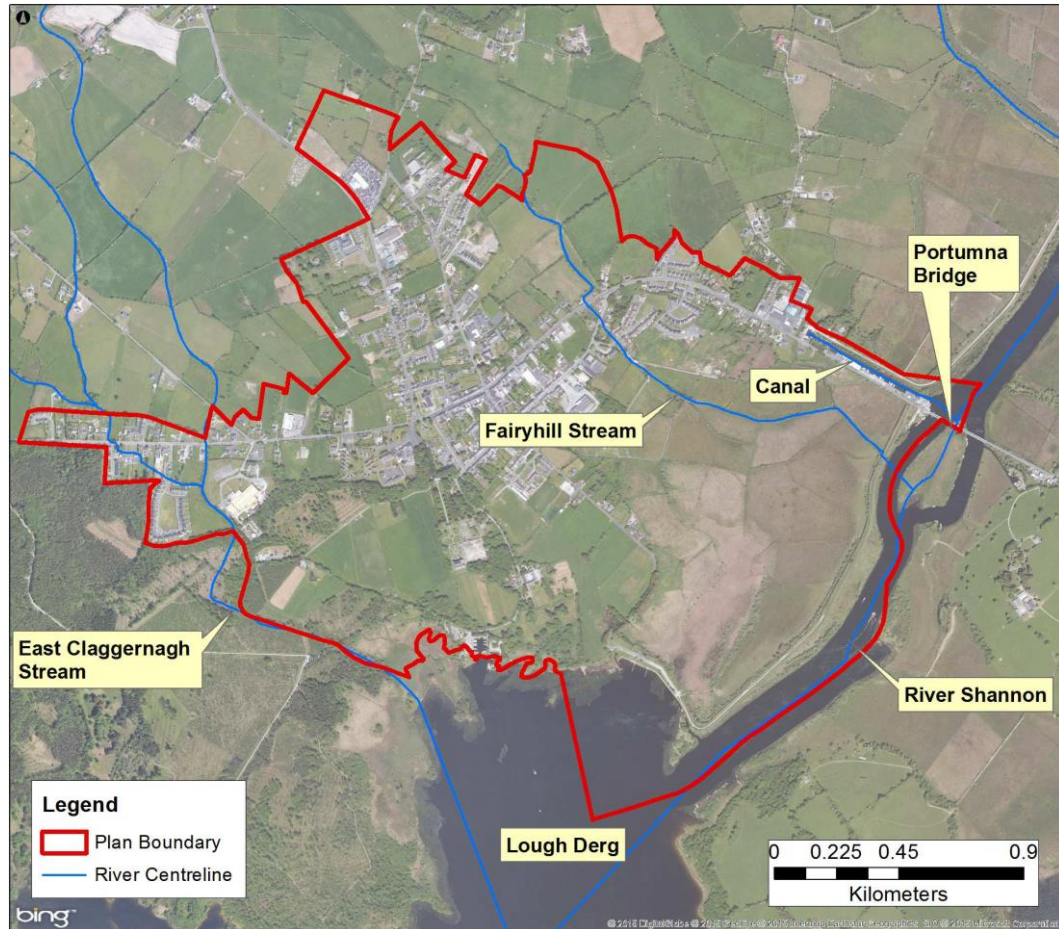 Portumna
Bridge
Canal
Fairyhill Stream
East Claggernagh
Stream
River Shannon
Lough Derg
Legend
Plan Boundary
River Centreline
0 0.225 0.45 0.9
Kilometers
bing